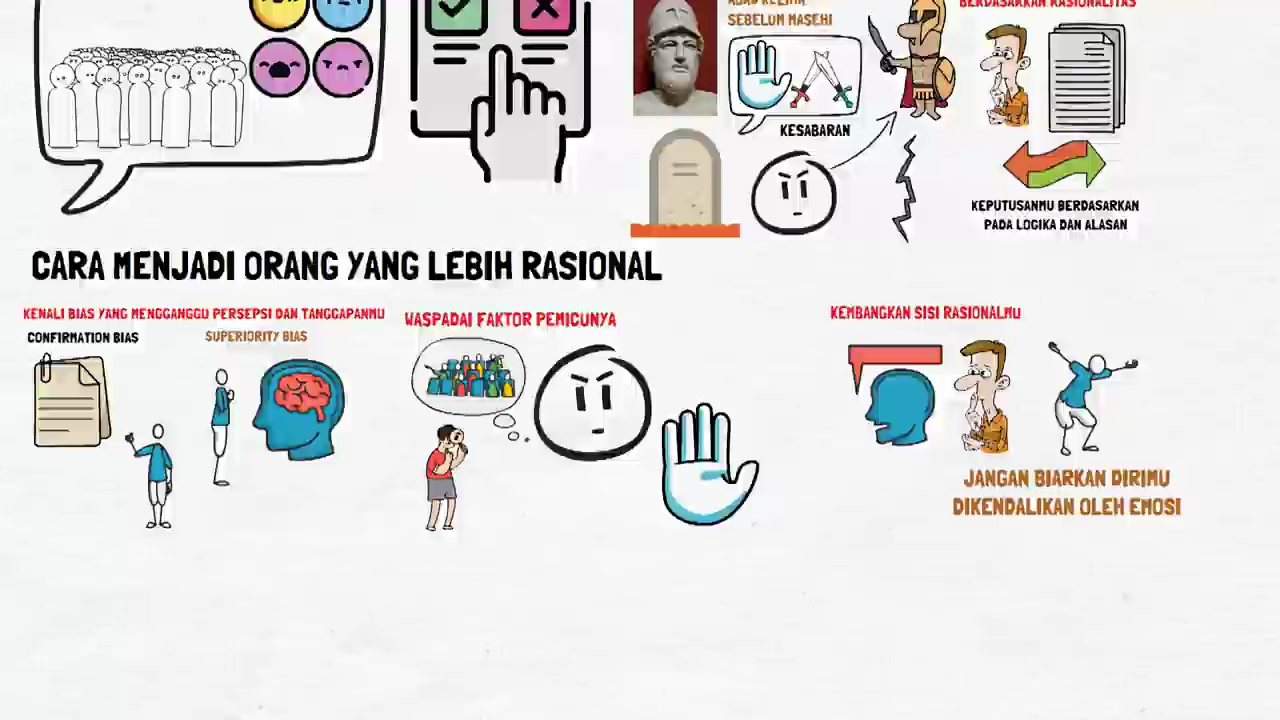 SEBELUM MASEHI
BERDASARKAN RASIONALITAS
KESABARAN
KEPUTUSANMU BERDASARKAN
PADA LOGIKA DAN ALASAN
CARA MENJADI ORANG YANG LEBIH RASIONAL
KENALI BIAS YANG MENGGANGGU PERSEPSI DAN TANGGAPANMU
CONFIRMATION BIAS
SUPERIORITY BIAS
WASPADAI FAKTOR PEMICUNYA
KEMBANGKAN SISI RASIONALMU
JANGAN BIARKAN DIRIMU
DIKENDALIKAN OLEH EMOSI